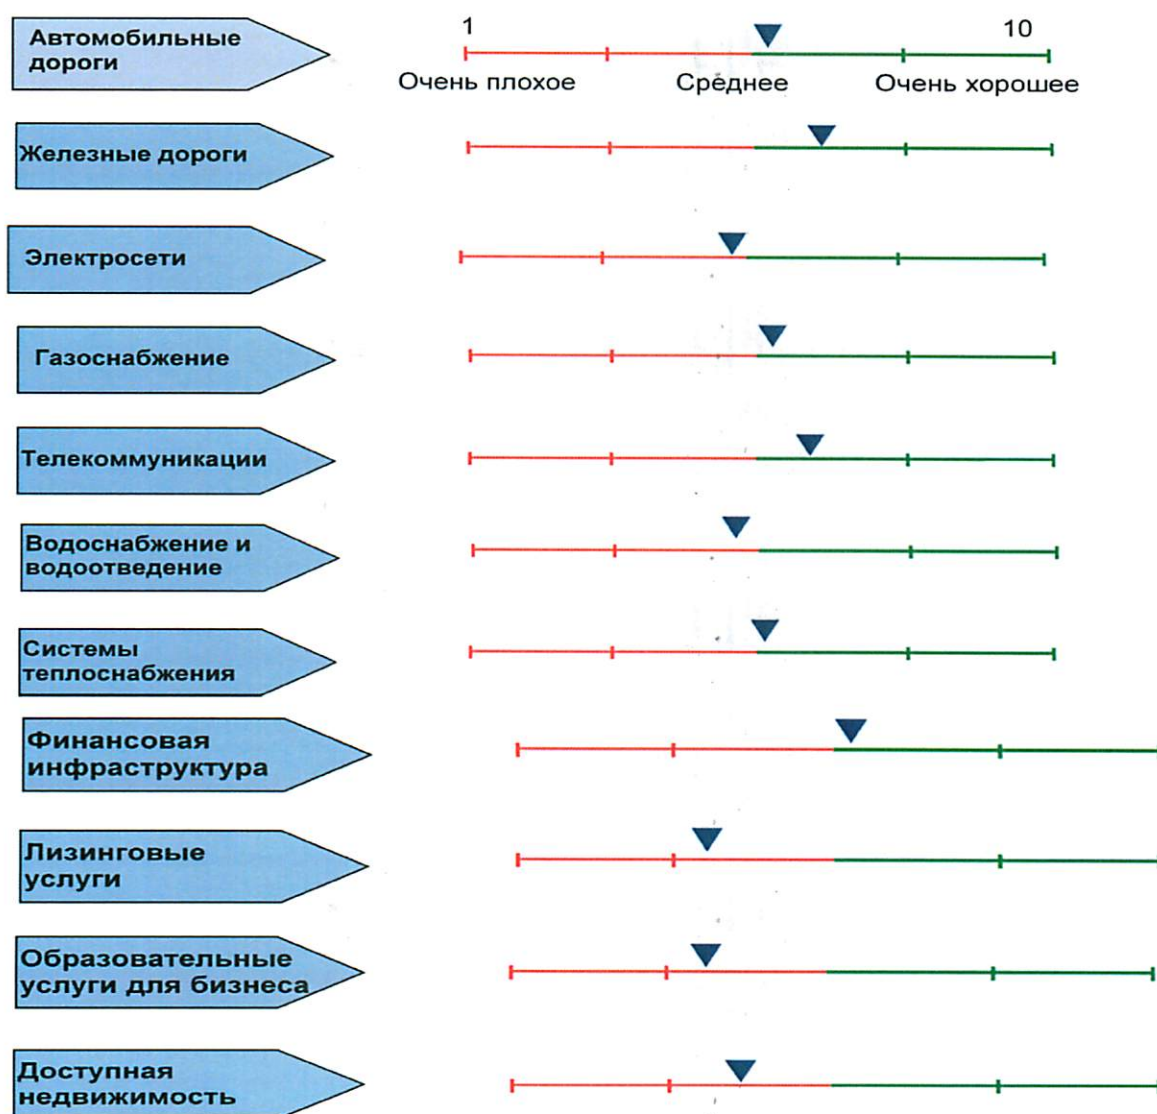 Автомобильные
дороги
1
10
Очень плохое
Среднее
Очень хорошее
Железные дороги
Электросети
Газоснабжение
Телекоммуникации
Водоснабжение и
водоотведение
Системы
теплоснабжения
Финансовая
инфраструктура
Лизинговые
услуги
Образовательные
услуги для бизнеса
Доступная
недвижимость